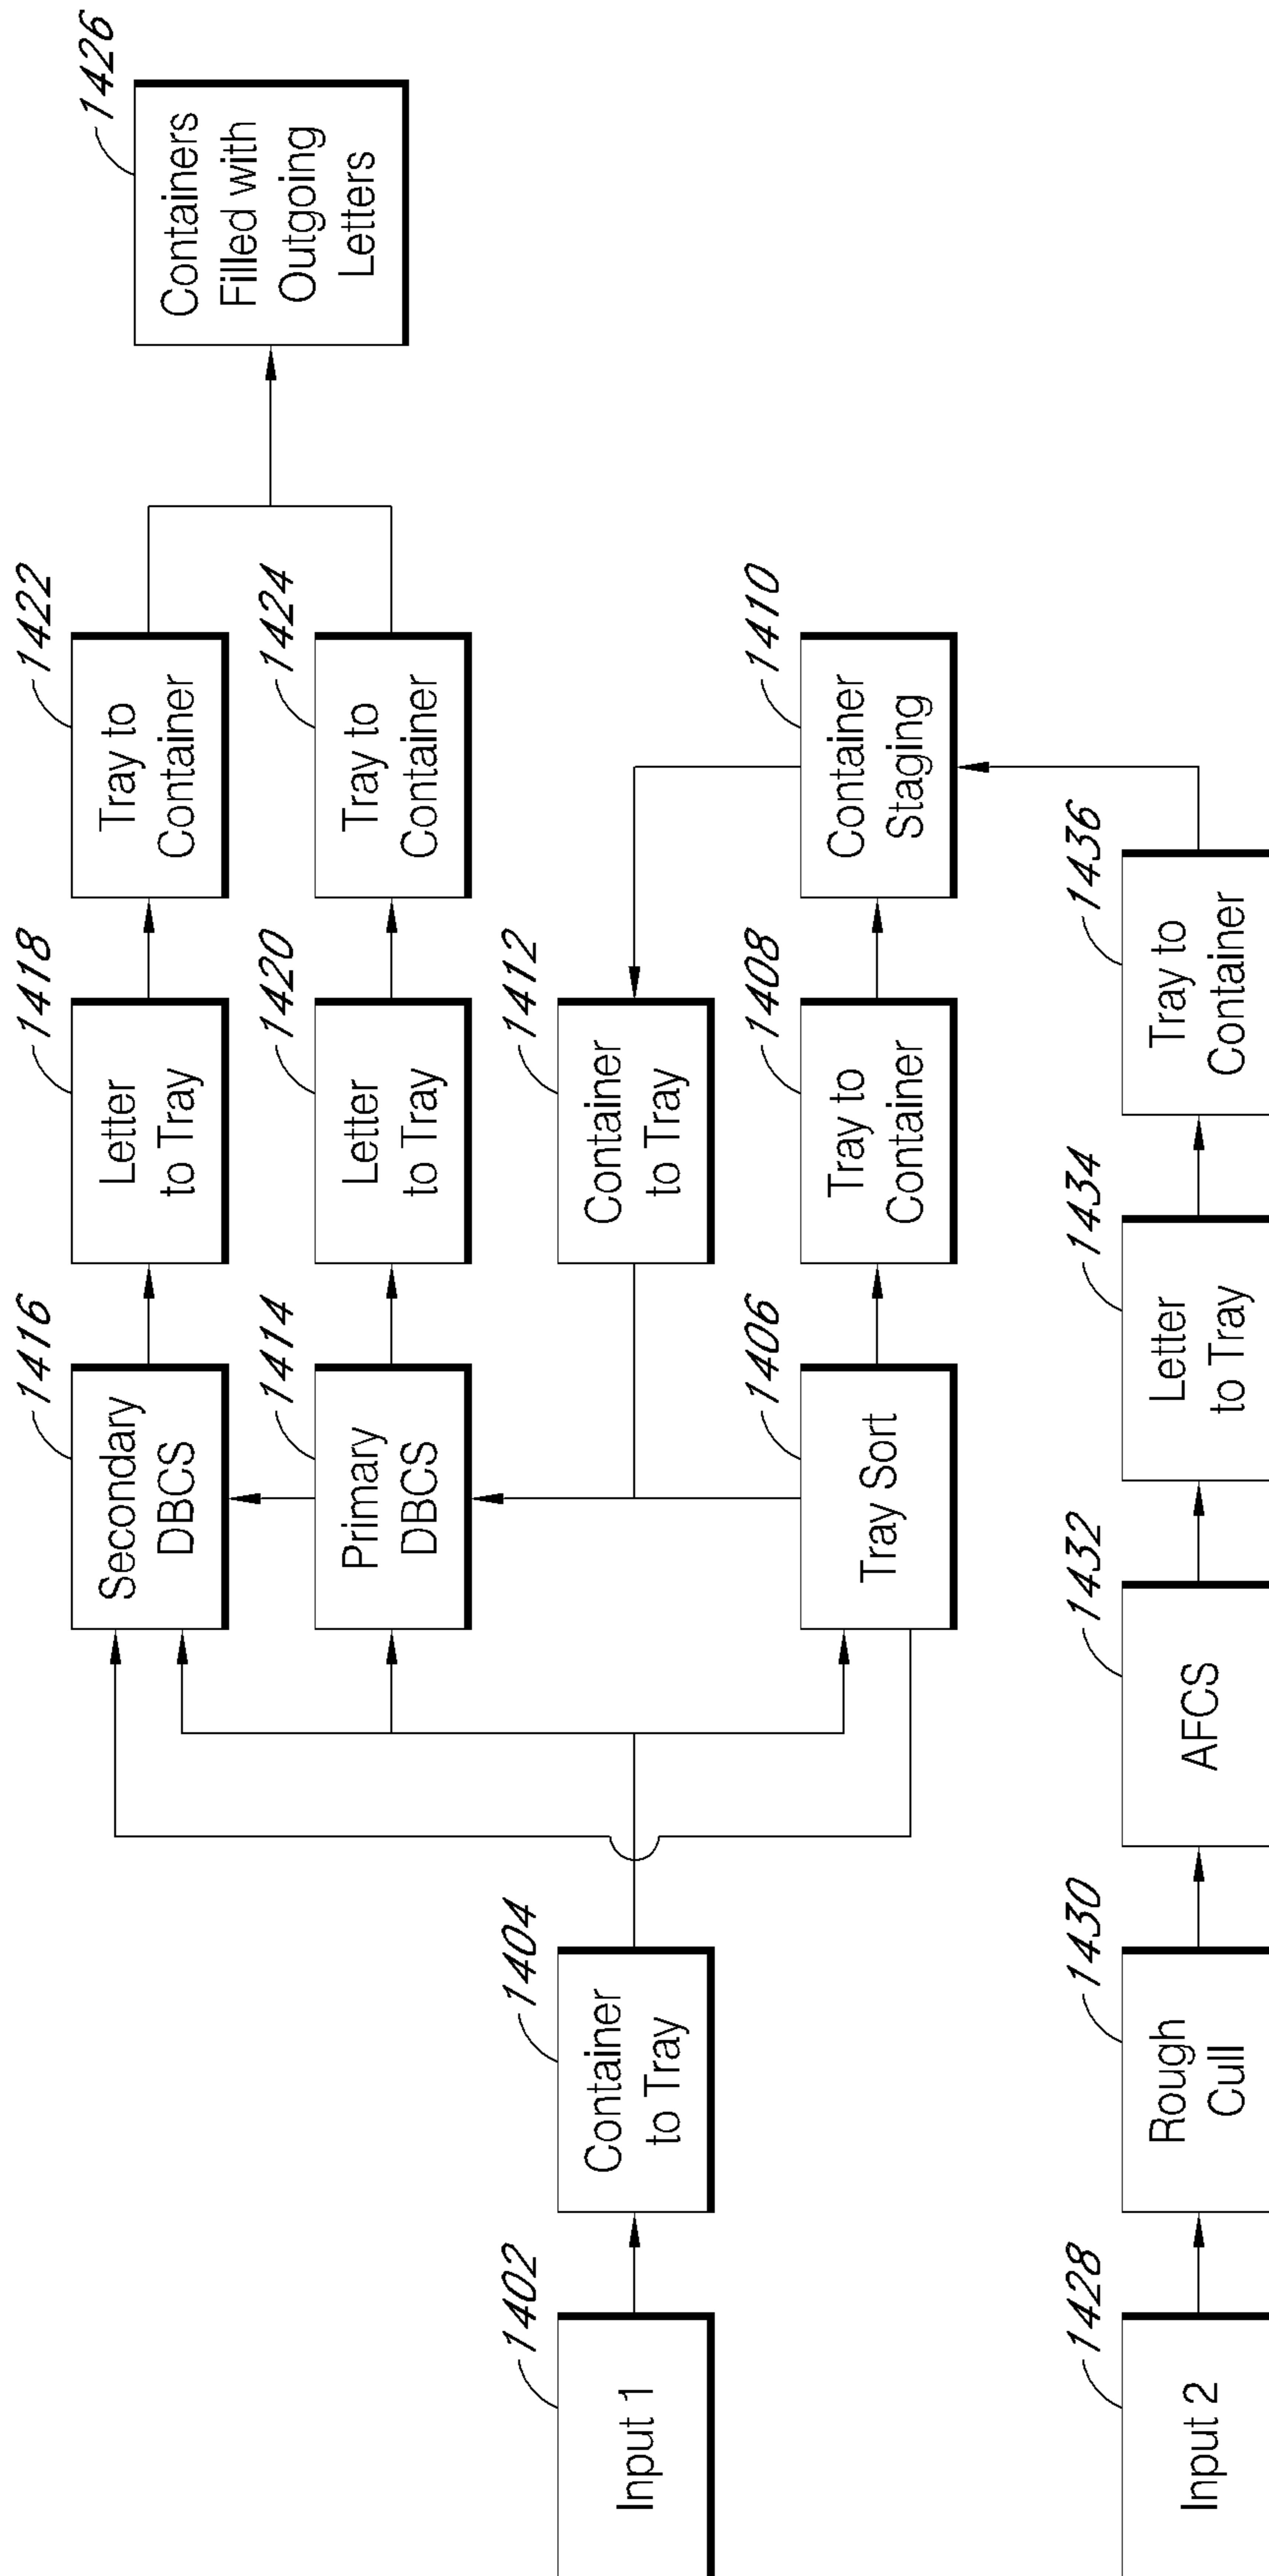 1416
Secondary
DBCS
1418
Letter
to Tray
1422
Tray to
Container
1426
Containers
Filled with
Outgoing
Letters
1414
Primary
DBCS
1420
Letter
to Tray
1424
Tray to
Container
1402
Input 1
1404
Container
to Tray
1412
Container
to Tray
1406
Tray Sort
1408
Tray to
Container
1410
Container
Staging
1428
Input 2
1430
Rough
Cull
1432
AFCS
1434
Letter
to Tray
1436
Tray to
Container